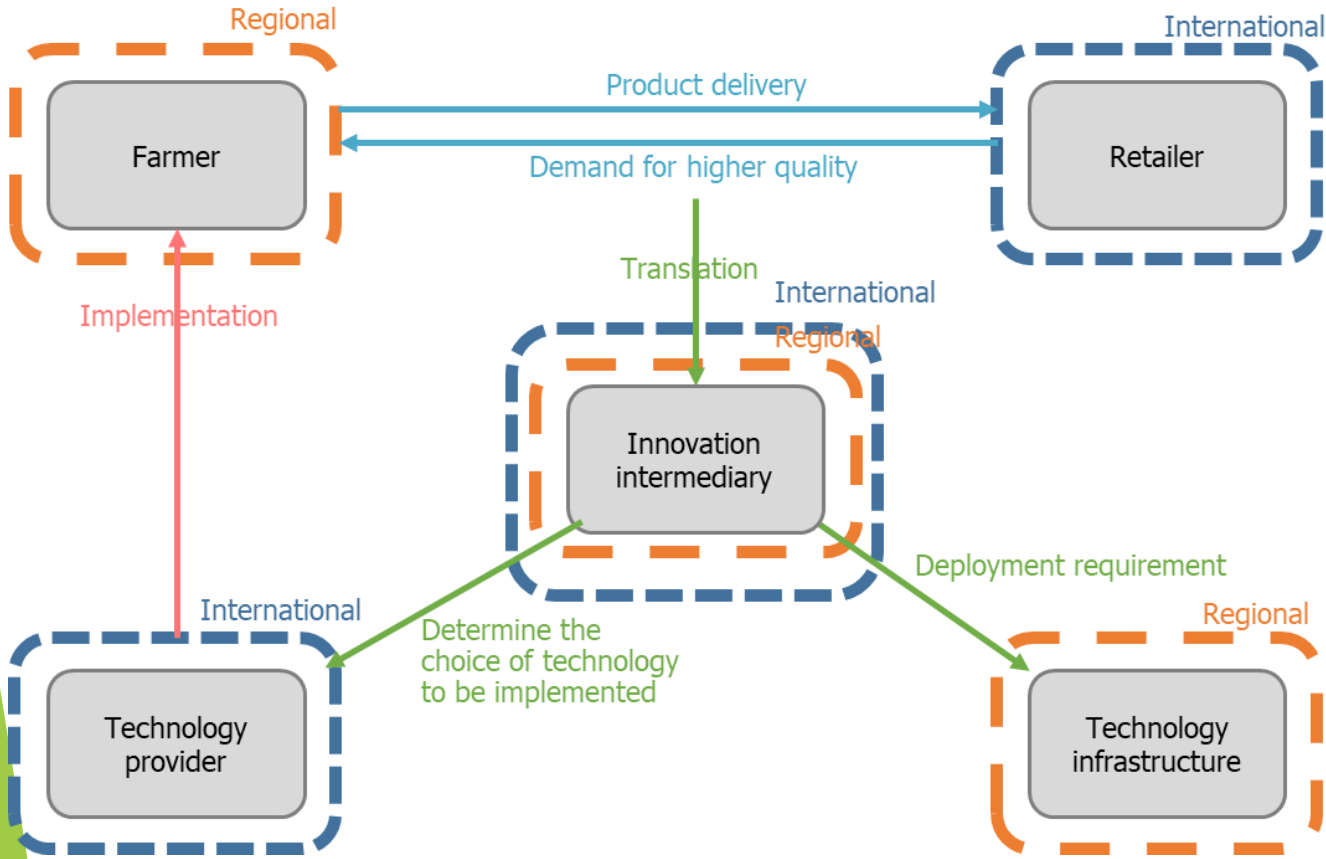 Regional
International
Product delivery
Farmer
Retailer
Demand for higher quality
Translation
International
Implementation
Regional
Innovation
intermediary
Deployment requirement
International
Regional
Determine the
choice of technology
to be implemented
Technology
provider
Technology
infrastructure